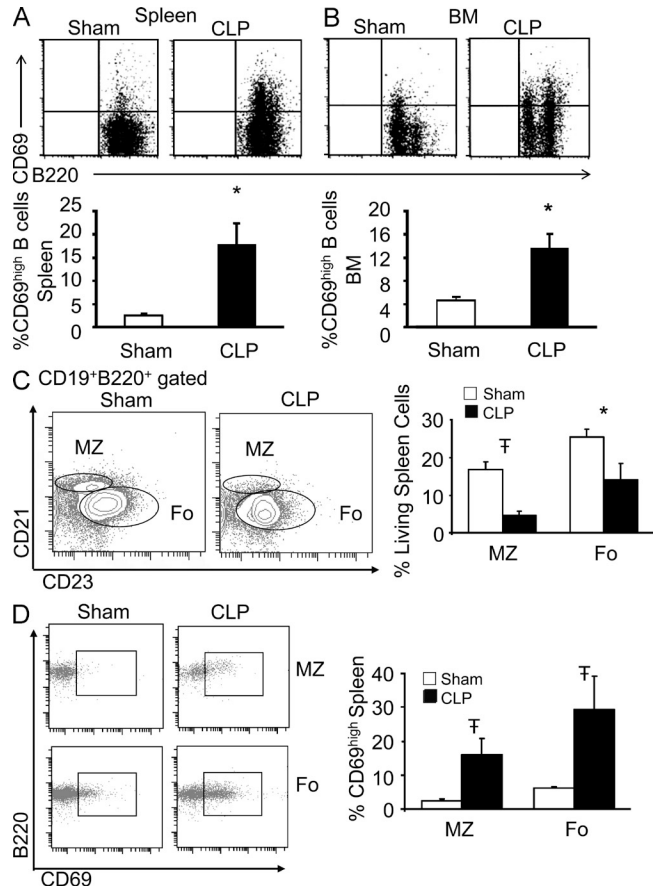 A Spleen B BM
Sham CLP Sham CLP
CD69
B220
%CD69high B cells
Spleen
25
20
15
10
5
0
*
Sham CLP
%CD69high B cells
BM
20
16
12
8
4
0
*
Sham CLP
C CD19+B220+ gated
Sham CLP
MZ MZ
Fo Fo
CD21
CD23
% Living Spleen Cells
Sham
CLP
30
20
10
0
Ŧ *
MZ Fo
D Sham CLP
MZ
Fo
B220
CD69
% CD69high Spleen
Sham
CLP
40
30
20
10
0
Ŧ Ŧ
MZ Fo